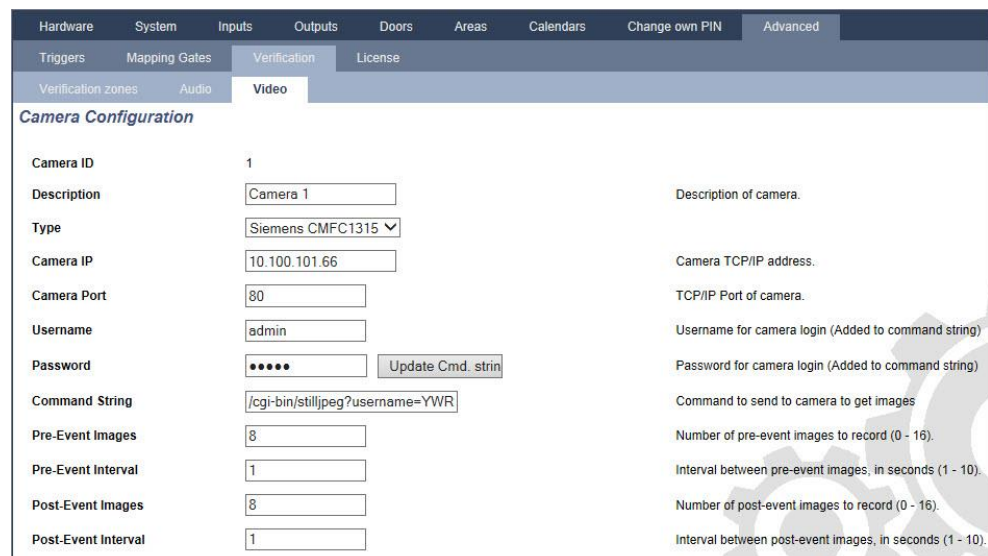 Hardware System Inputs Outputs Doors Areas Calendars Change own PIN Advanced
Triggers Mapping Gates Verification License
Verification zones Audio Video
Camera Configuration
Camera ID 1
Description Camera 1 Description of camera.
Type Siemens CMFC1315
Camera IP 10.100.101.66 Camera TCP/IP address.
Camera Port 80 TCP/IP Port of camera.
Username admin Username for camera login (Added to command string)
Password ●●●●● Update Cmd. strin Password for camera login (Added to command string)
Command String /cgi-bin/stilljpeg?username=YWR Command to send to camera to get images
Pre-Event Images 8 Number of pre-event images to record (0 - 16).
Pre-Event Interval 1 Interval between pre-event images, in seconds (1 - 10).
Post-Event Images 8 Number of post-event images to record (0 - 16).
Post-Event Interval 1 Interval between post-event images, in seconds (1 - 10).